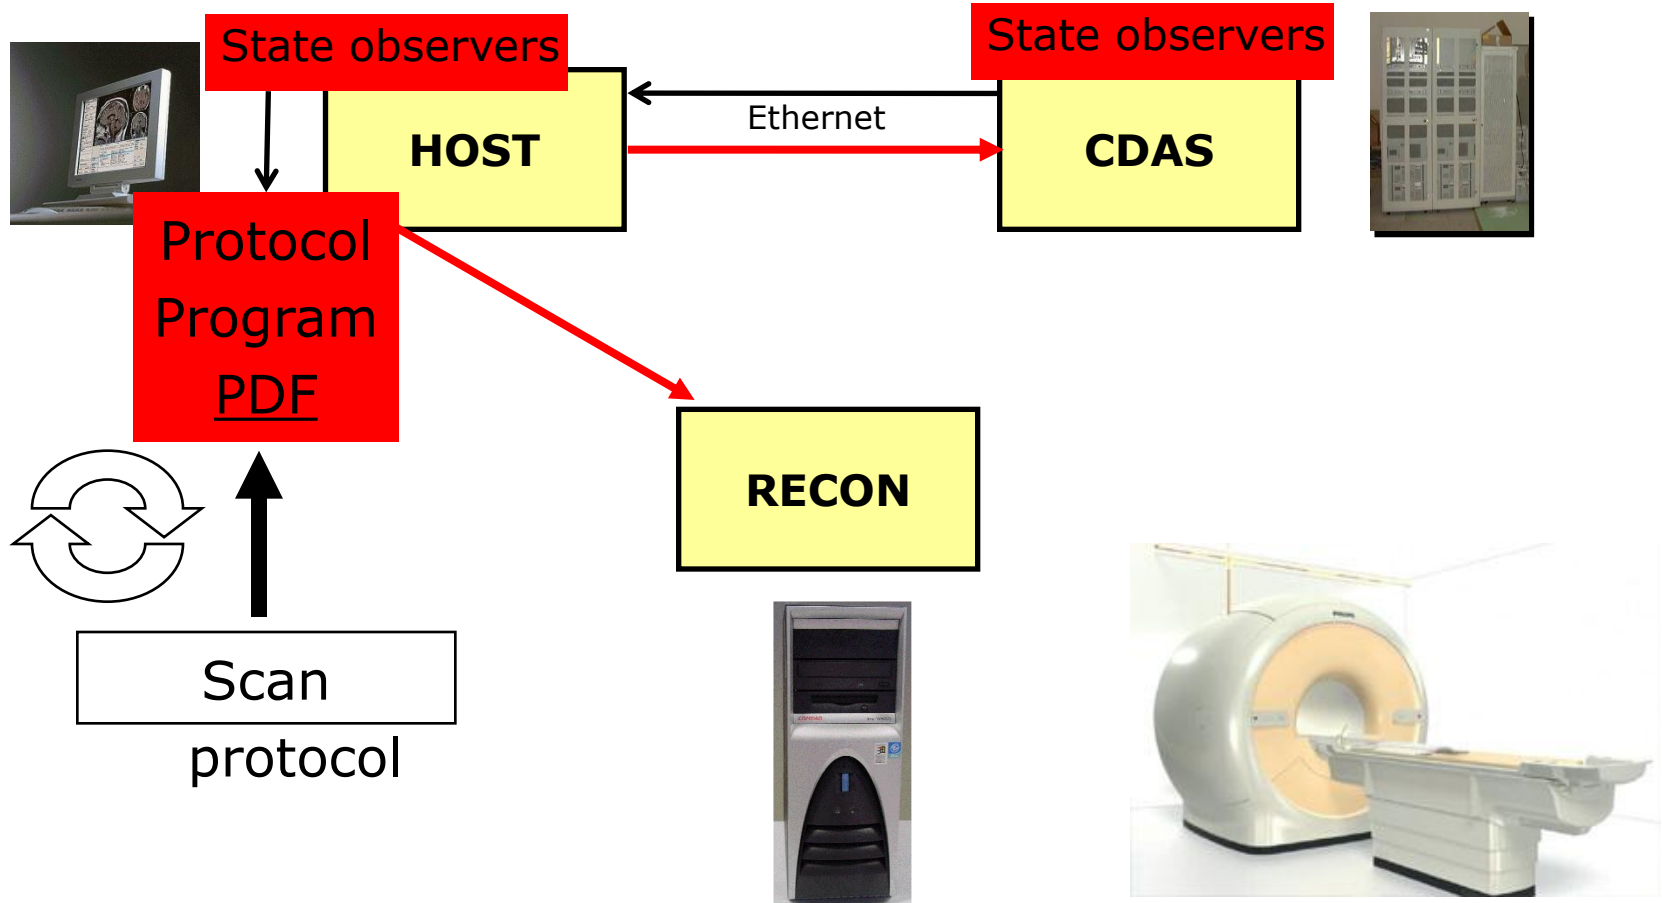 State observers
State observers
HOST
Ethernet
CDAS
Protocol
Program
PDF
RECON
Scan
protocol